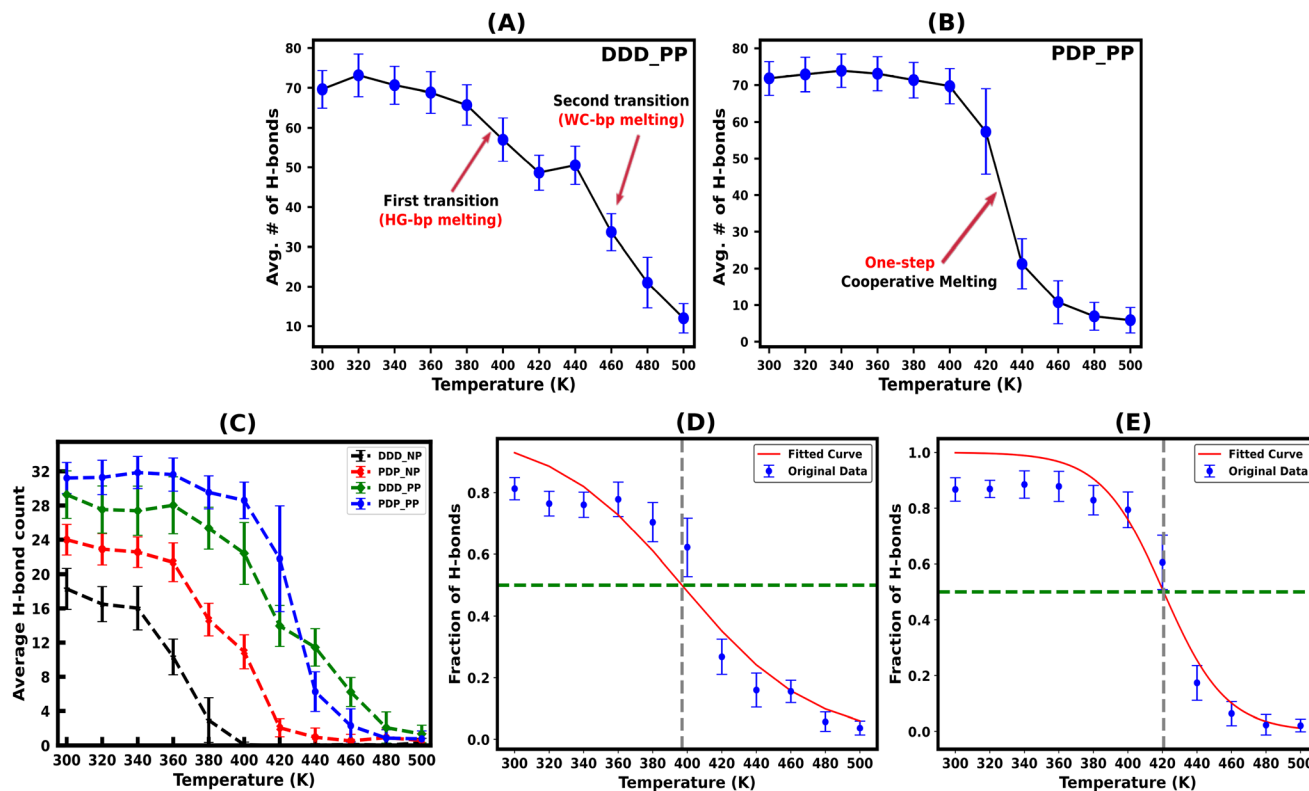 (A)
DDD_PP
Avg. # of H-bonds
80
70
60
50
40
30
20
10
Second transition
(WC-bp melting)
First transition
(HG-bp melting)
300 320 340 360 380 400 420 440 460 480 500
Temperature (K)
(B)
PDP_PP
Avg. # of H-bonds
80
70
60
50
40
30
20
10
0
One-step
Cooperative Melting
300 320 340 360 380 400 420 440 460 480 500
Temperature (K)
(C)
Average H-bond count
32
28
24
20
16
12
8
4
0
DDD_NP
PDP_NP
DDD_PP
PDP_PP
300 320 340 360 380 400 420 440 460 480 500
Temperature (K)
(D)
Fraction of H-bonds
0.8
0.6
0.4
0.2
0.0
Fitted Curve
Original Data
300 320 340 360 380 400 420 440 460 480 500
Temperature (K)
(E)
Fraction of H-bonds
1.0
0.8
0.6
0.4
0.2
0.0
Fitted Curve
Original Data
300 320 340 360 380 400 420 440 460 480 500
Temperature (K)